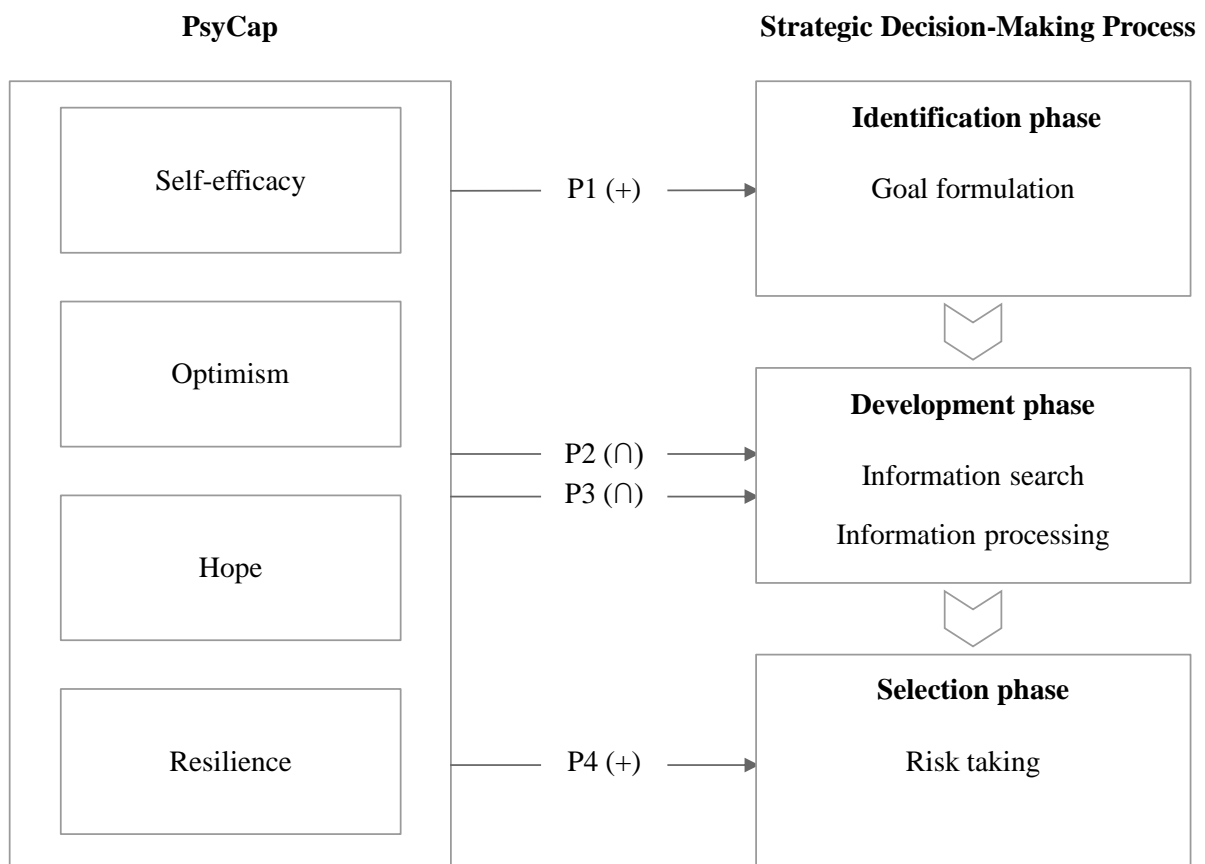 PsyCap
Strategic Decision-Making Process
Self-efficacy
Optimism
Hope
Resilience
P1 (+)
P2 (∩)
P3 (∩)
P4 (+)
Identification phase
Goal formulation
Development phase
Information search
Information processing
Selection phase
Risk taking